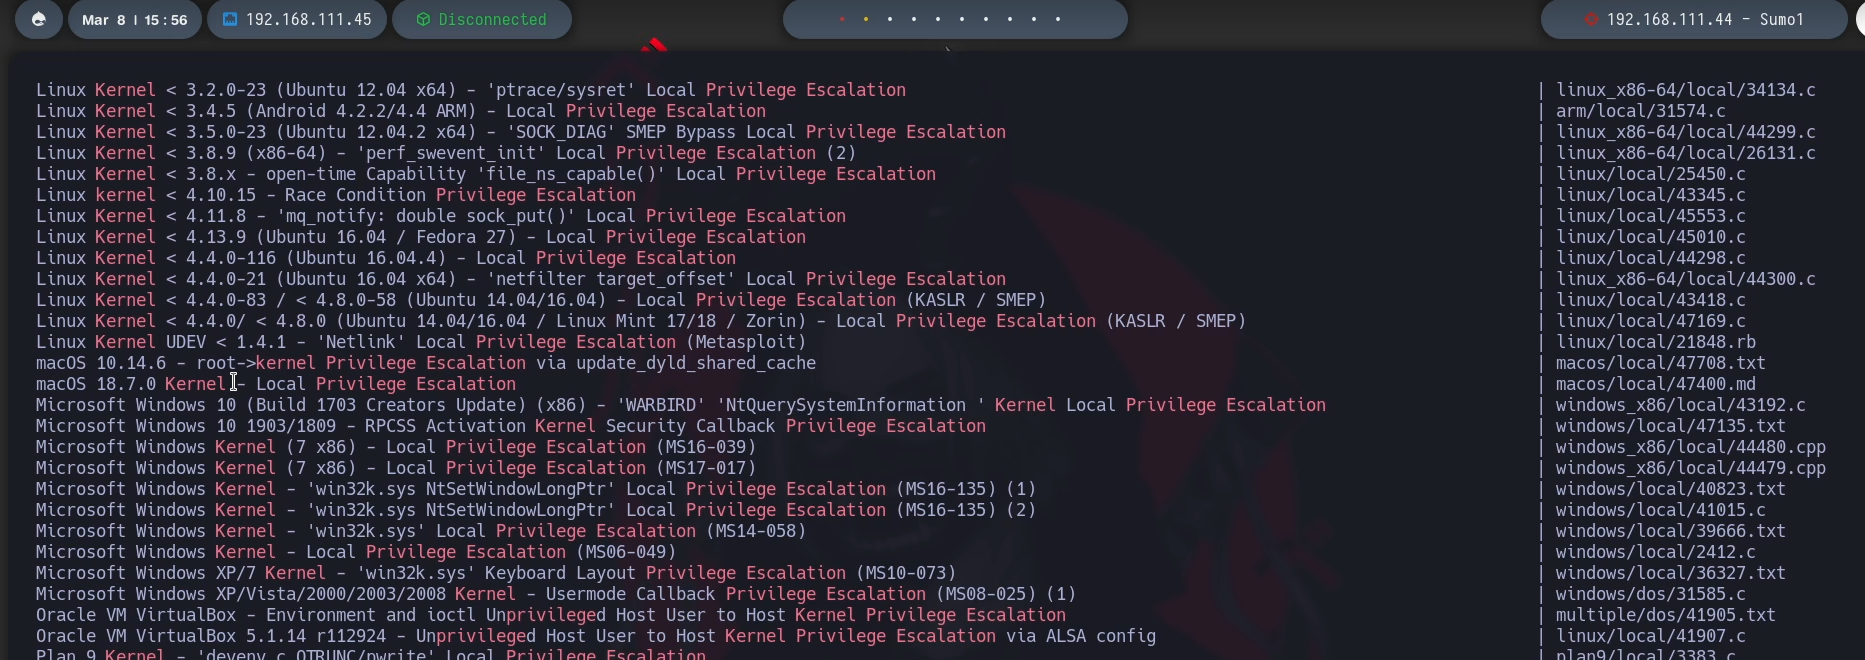 Mar 8 | 15:56 192.168.111.45 Disconnected 192.168.111.44 - Sumo1
Linux Kernel < 3.2.0-23 (Ubuntu 12.04 x64) - 'ptrace/sysret' Local Privilege Escalation | linux_x86-64/local/34134.c
Linux Kernel < 3.4.5 (Android 4.2.2/4.4 ARM) - Local Privilege Escalation | arm/local/31574.c
Linux Kernel < 3.5.0-23 (Ubuntu 12.04.2 x64) - 'SOCK_DIAG' SMEP Bypass Local Privilege Escalation | linux_x86-64/local/44299.c
Linux Kernel < 3.8.9 (x86-64) - 'perf_swevent_init' Local Privilege Escalation (2) | linux_x86-64/local/26131.c
Linux Kernel < 3.8.x - open-time Capability 'file_ns_capable()' Local Privilege Escalation | linux/local/25450.c
Linux kernel < 4.10.15 - Race Condition Privilege Escalation | linux/local/43345.c
Linux Kernel < 4.11.8 - 'mq_notify: double sock_put()' Local Privilege Escalation | linux/local/45553.c
Linux Kernel < 4.13.9 (Ubuntu 16.04 / Fedora 27) - Local Privilege Escalation | linux/local/45010.c
Linux Kernel < 4.4.0-116 (Ubuntu 16.04.4) - Local Privilege Escalation | linux/local/44298.c
Linux Kernel < 4.4.0-21 (Ubuntu 16.04 x64) - 'netfilter target_offset' Local Privilege Escalation | linux_x86-64/local/44300.c
Linux Kernel < 4.4.0-83 / < 4.8.0-58 (Ubuntu 14.04/16.04) - Local Privilege Escalation (KASLR / SMEP) | linux/local/43418.c
Linux Kernel < 4.4.0/ < 4.8.0 (Ubuntu 14.04/16.04 / Linux Mint 17/18 / Zorin) - Local Privilege Escalation (KASLR / SMEP) | linux/local/47169.c
Linux Kernel UDEV < 1.4.1 - 'Netlink' Local Privilege Escalation (Metasploit) | linux/local/21848.rb
macOS 10.14.6 - root->kernel Privilege Escalation via update_dyld_shared_cache | macos/local/47708.txt
macOS 18.7.0 Kernel - Local Privilege Escalation | macos/local/47400.md
Microsoft Windows 10 (Build 1703 Creators Update) (x86) - 'WARBIRD' 'NtQuerySystemInformation ' Kernel Local Privilege Escalation | windows_x86/local/43192.c
Microsoft Windows 10 1903/1809 - RPCSS Activation Kernel Security Callback Privilege Escalation | windows/local/47135.txt
Microsoft Windows Kernel (7 x86) - Local Privilege Escalation (MS16-039) | windows_x86/local/44480.cpp
Microsoft Windows Kernel (7 x86) - Local Privilege Escalation (MS17-017) | windows_x86/local/44479.cpp
Microsoft Windows Kernel - 'win32k.sys NtSetWindowLongPtr' Local Privilege Escalation (MS16-135) (1) | windows/local/40823.txt
Microsoft Windows Kernel - 'win32k.sys NtSetWindowLongPtr' Local Privilege Escalation (MS16-135) (2) | windows/local/41015.c
Microsoft Windows Kernel - 'win32k.sys' Local Privilege Escalation (MS14-058) | windows/local/39666.txt
Microsoft Windows Kernel - Local Privilege Escalation (MS06-049) | windows/local/2412.c
Microsoft Windows XP/7 Kernel - 'win32k.sys' Keyboard Layout Privilege Escalation (MS10-073) | windows/local/36327.txt
Microsoft Windows XP/Vista/2000/2003/2008 Kernel - Usermode Callback Privilege Escalation (MS08-025) (1) | windows/dos/31585.c
Oracle VM VirtualBox - Environment and ioctl Unprivileged Host User to Host Kernel Privilege Escalation | multiple/dos/41905.txt
Oracle VM VirtualBox 5.1.14 r112924 - Unprivileged Host User to Host Kernel Privilege Escalation via ALSA config | linux/local/41907.c
Plan 9 Kernel - 'devenv.c OTRUNC/pwrite' Local Privilege Escalation | plan9/local/3383.c